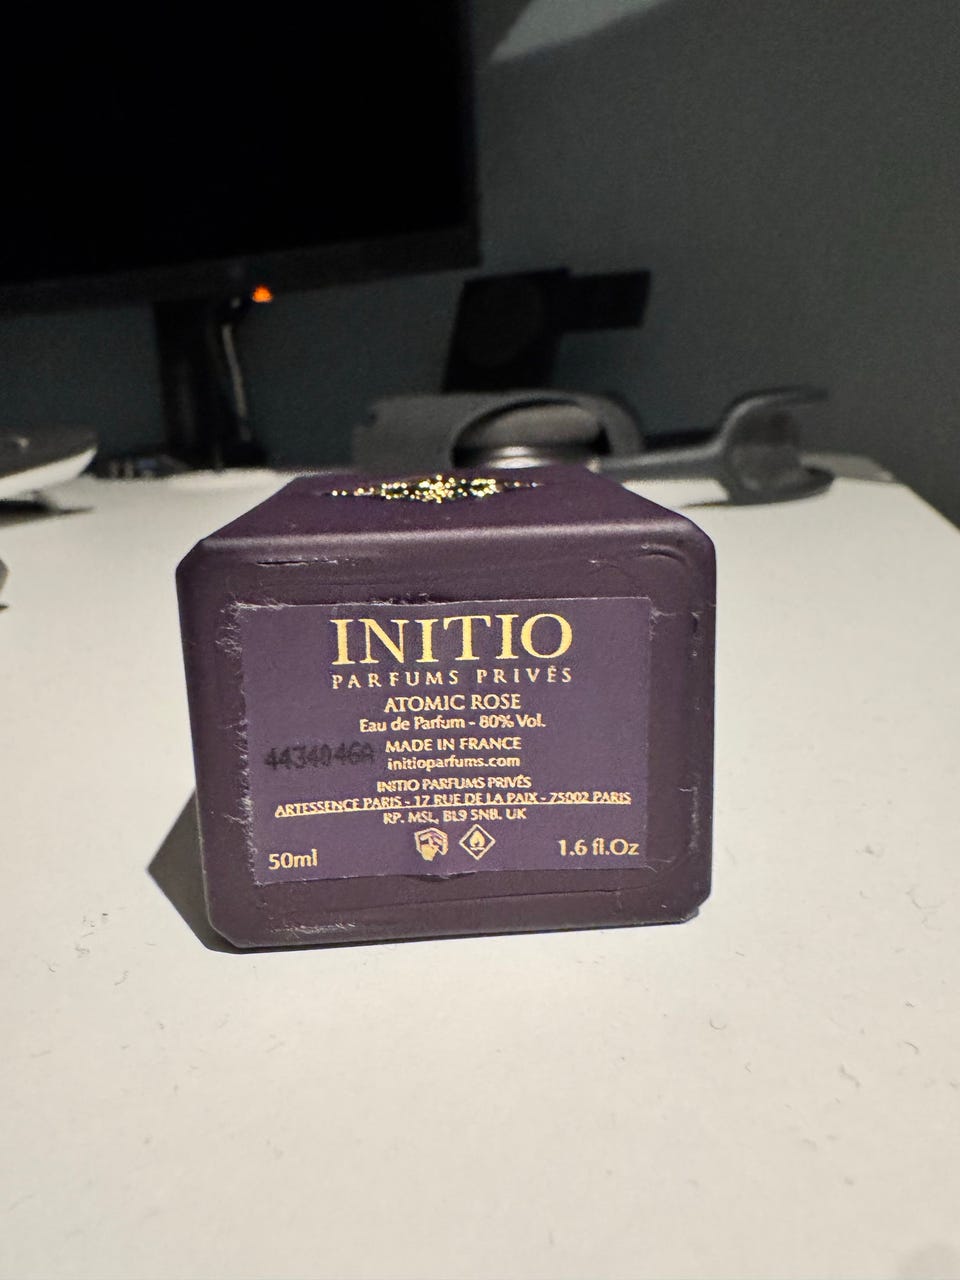 INITIO
PARFUMS PRIVÉS
ATOMIC ROSE
Eau de Parfum - 80% Vol.
4434046A
MADE IN FRANCE
initioparfums.com
INITIO PARFUMS PRIVÉS
ARTESSENCE PARIS - 17 RUE DE LA PAIX - 75002 PARIS
RP. MSL, BL9 5NB. UK
50ml
1.6 fl.Oz